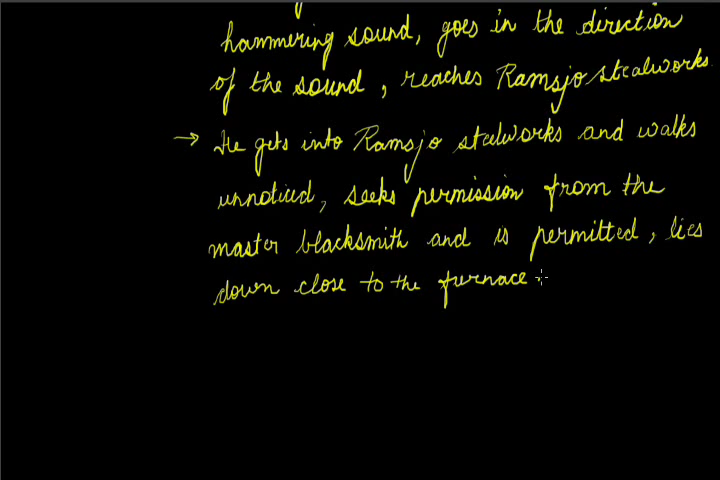 hammering sound, goes in the direction
of the sound, reaches Ramsjo stealworks
→ He gets into Ramsjo steelworks and walks
unnoticed, seeks permission from the
master blacksmith and is permitted, lies
down close to the furnace